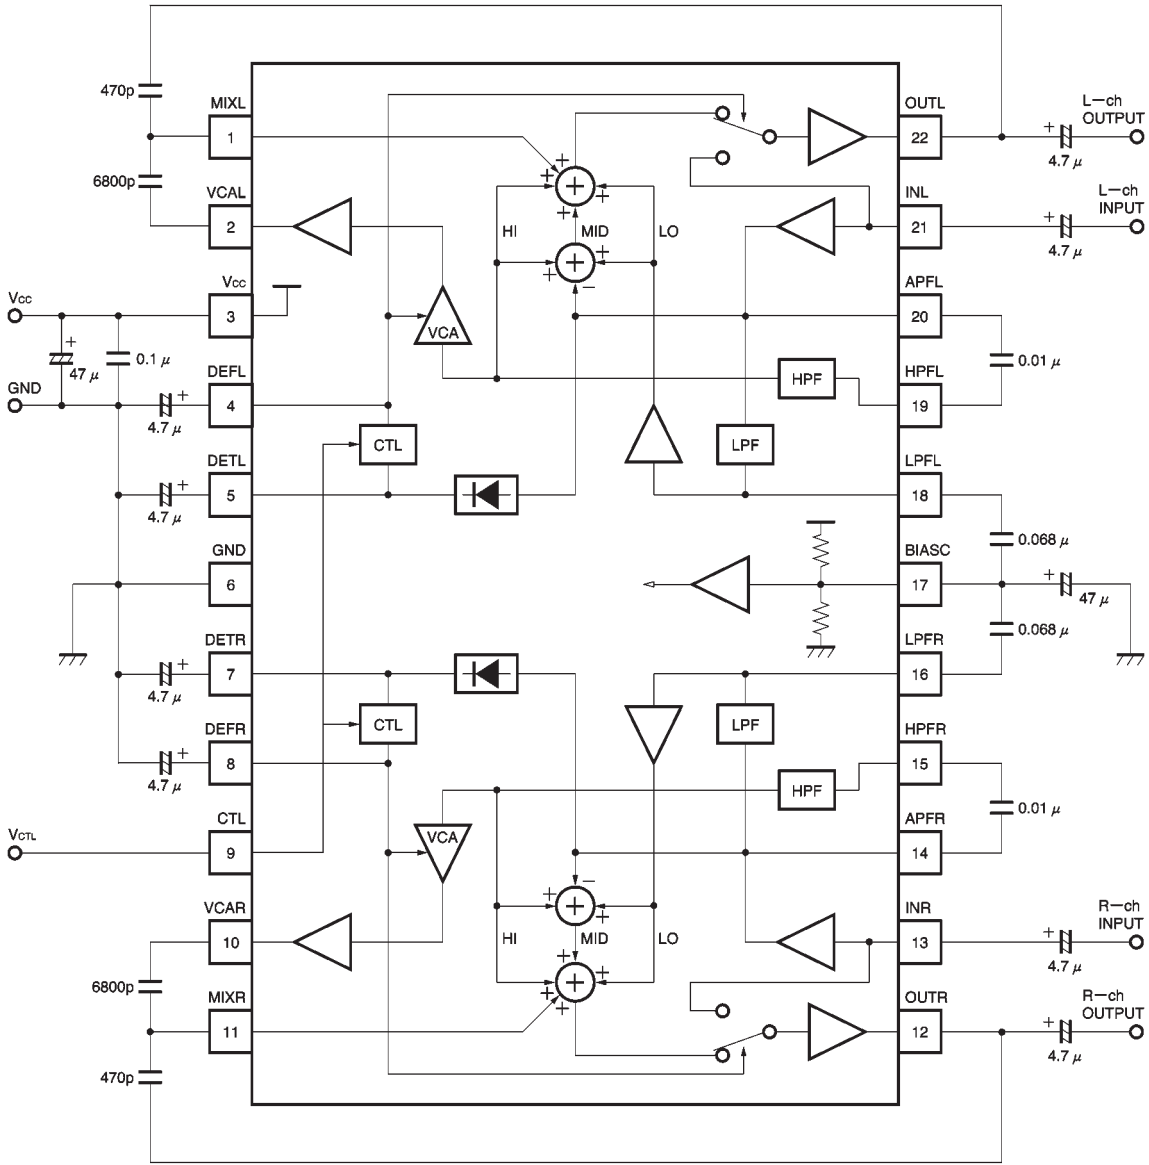 470p
MIXL
1
6800p
VCAL
2
VCC
VCC
3
+
47 μ
0.1 μ
GND
DEFL
4
+
4.7 μ
DETL
5
+
4.7 μ
GND
6
DETR
7
+
4.7 μ
DEFR
8
+
4.7 μ
VCTL
CTL
9
VCAR
10
6800p
MIXR
11
470p
+
+
+
+
+
HI
MID
LO
+
+
+
−
VCA
HPF
CTL
LPF
CTL
LPF
HPF
VCA
−
+
+
+
HI
MID
LO
+
+
+
+
+
OUTL
22
+
4.7 μ
L−ch
OUTPUT
INL
21
+
4.7 μ
L−ch
INPUT
APFL
20
0.01 μ
HPFL
19
LPFL
18
0.068 μ
BIASC
17
+
47 μ
0.068 μ
LPFR
16
HPFR
15
0.01 μ
APFR
14
INR
13
+
4.7 μ
R−ch
INPUT
OUTR
12
+
4.7 μ
R−ch
OUTPUT